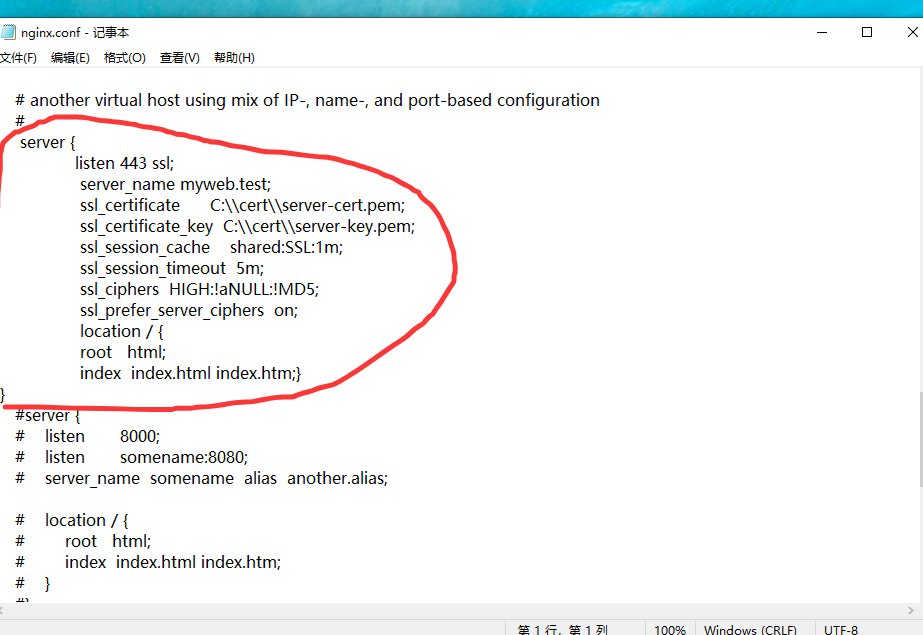 nginx.conf - 记事本
文件(F) 编辑(E) 格式(O) 查看(V) 帮助(H)
# another virtual host using mix of IP-, name-, and port-based configuration
#
server {
listen 443 ssl;
server_name myweb.test;
ssl_certificate C:\\cert\\server-cert.pem;
ssl_certificate_key C:\\cert\\server-key.pem;
ssl_session_cache shared:SSL:1m;
ssl_session_timeout 5m;
ssl_ciphers HIGH:!aNULL:!MD5;
ssl_prefer_server_ciphers on;
location / {
root html;
index index.html index.htm;}
}
#server {
# listen 8000;
# listen somename:8080;
# server_name somename alias another.alias;
# location / {
# root html;
# index index.html index.htm;
# }
#}
第 1 行，第 1 列 100% Windows (CRLF) UTF-8